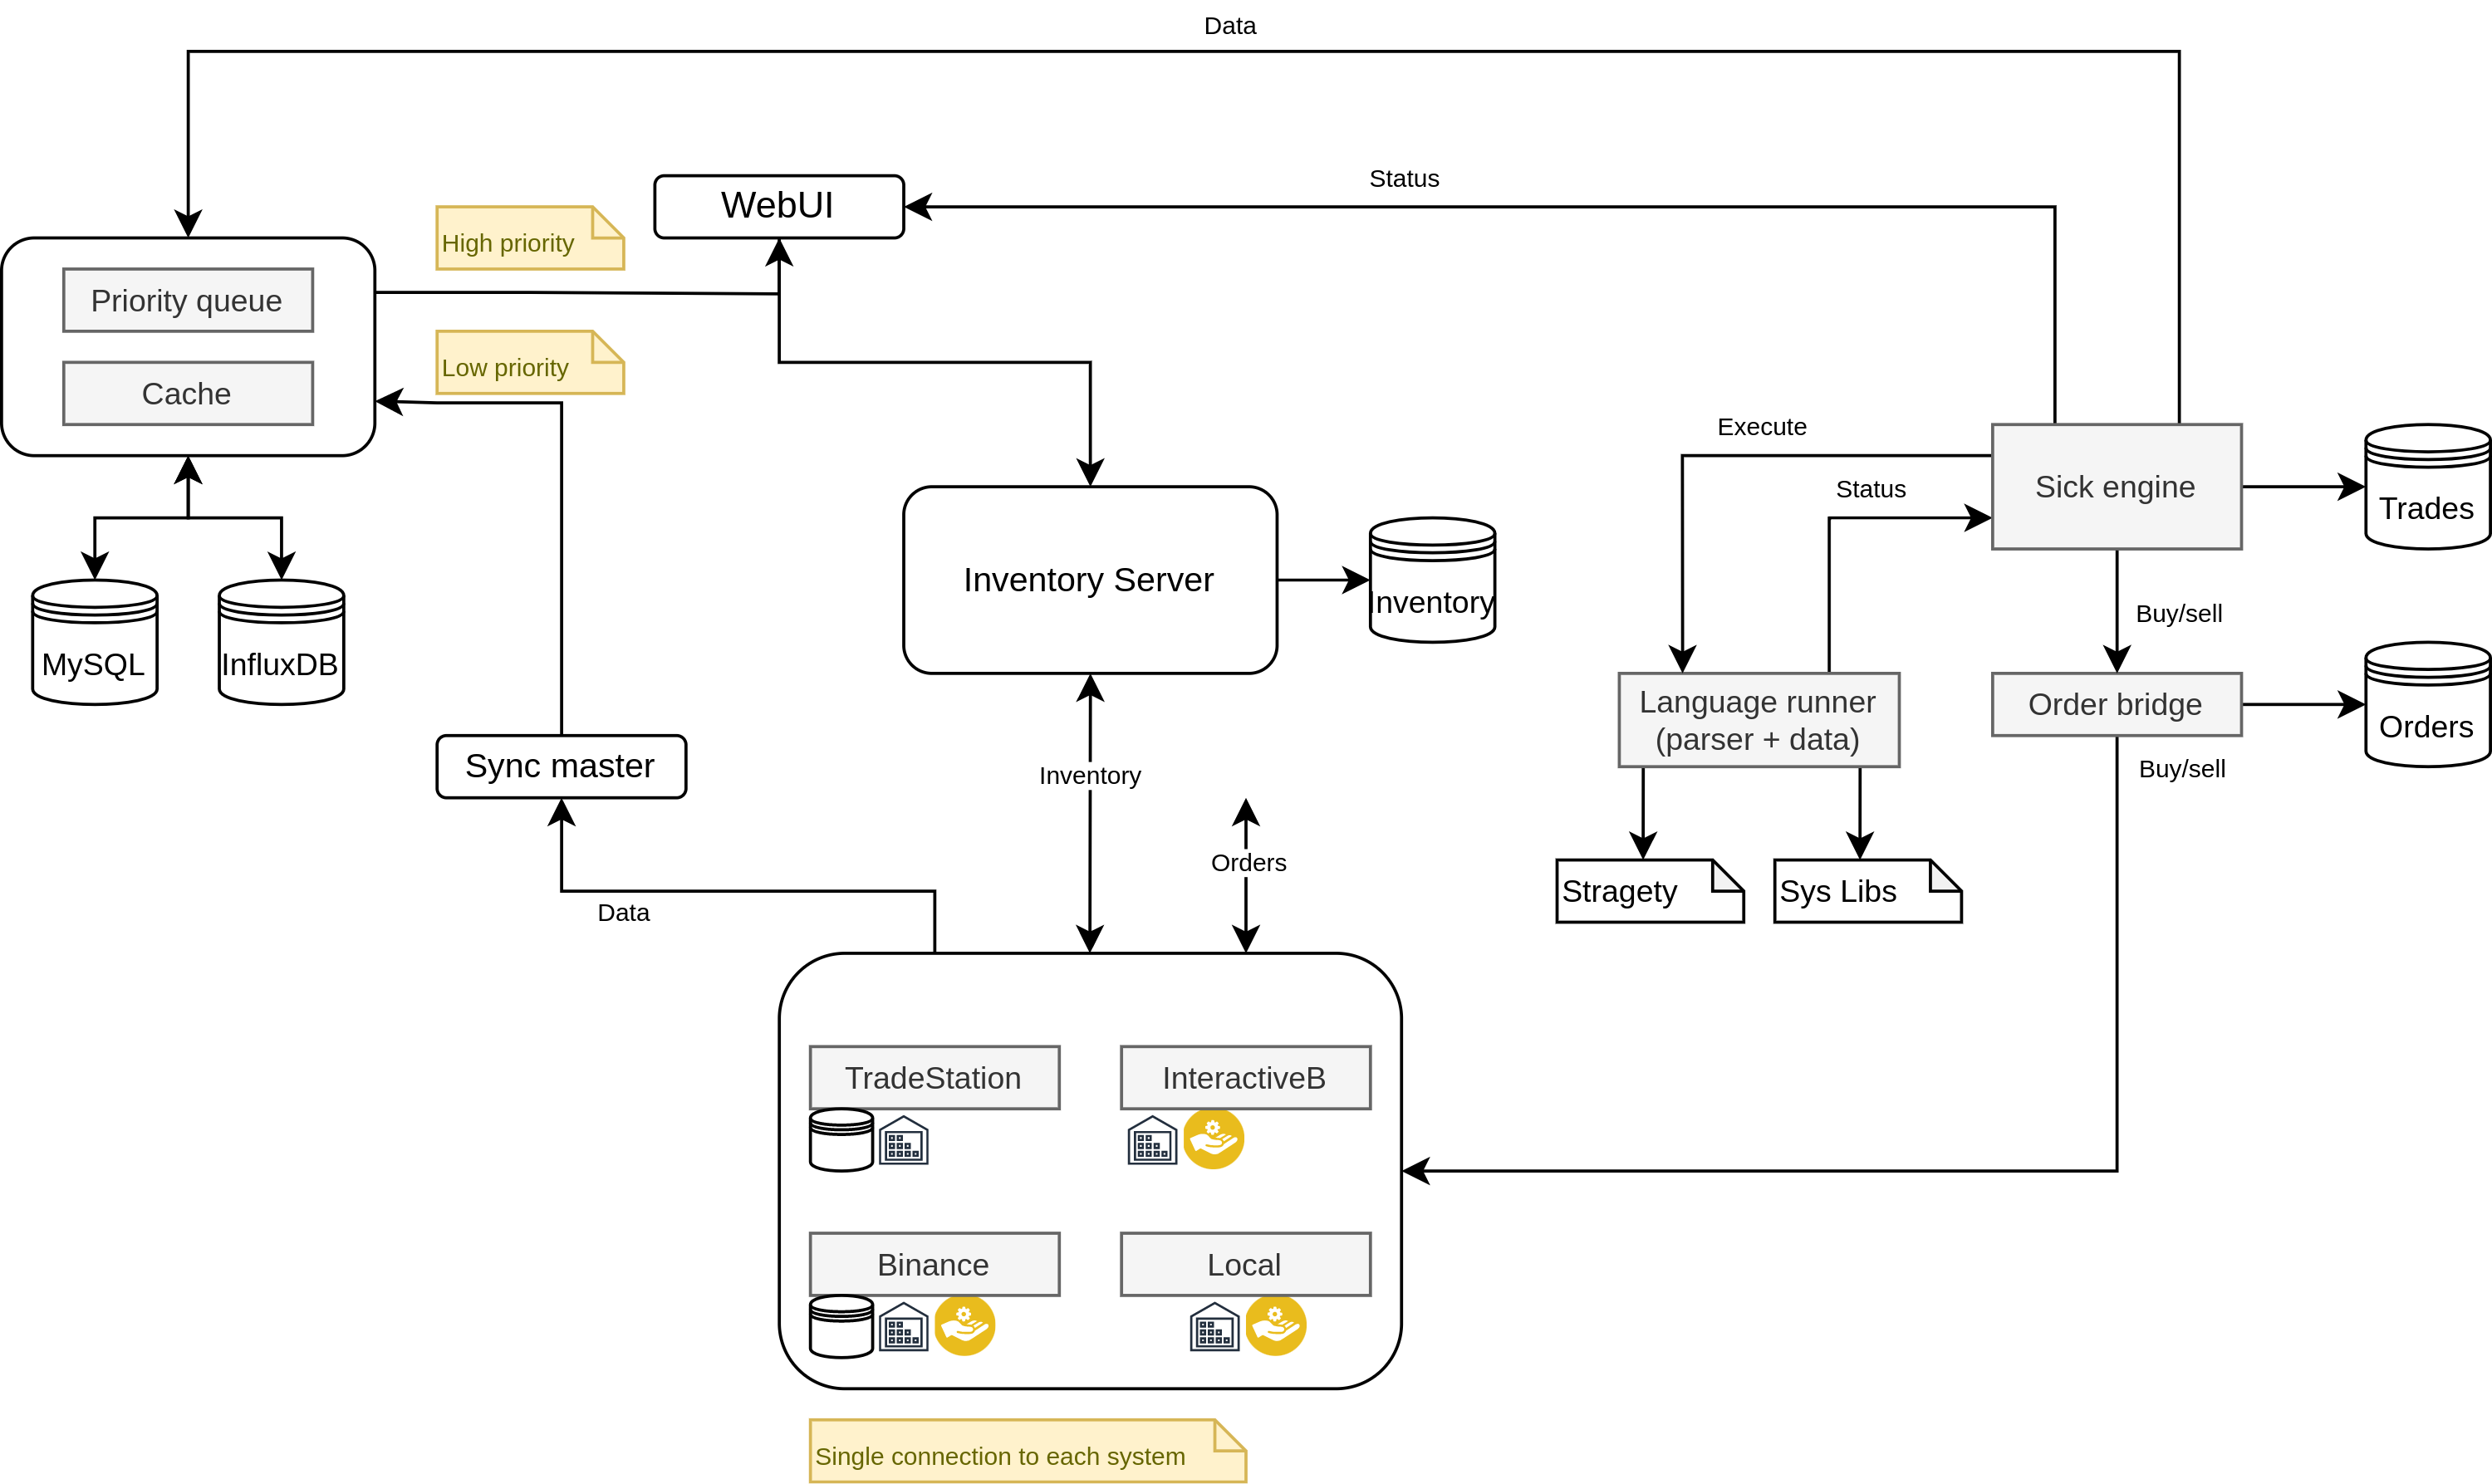 Data
WebUI
Status
High priority
Priority queue
Low priority
Cache
Execute
Status
Sick engine
Trades
Inventory Server
Inventory
Buy/sell
MySQL
InfluxDB
Language runner
(parser + data)
Order bridge
Orders
Sync master
Inventory
Buy/sell
Orders
Stragety
Sys Libs
Data
TradeStation
InteractiveB
Binance
Local
Single connection to each system